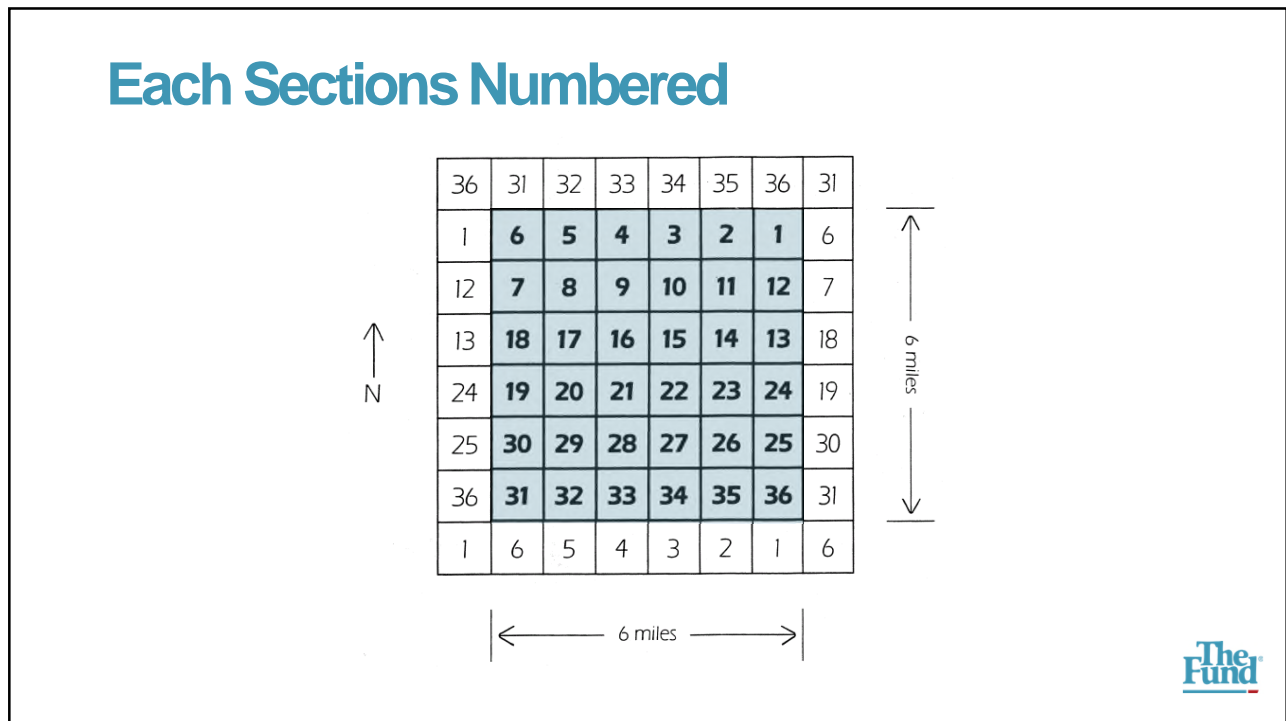 Each Sections Numbered
36 31 32 33 34 35 36 31
1 6 5 4 3 2 1 6
12 7 8 9 10 11 12 7
13 18 17 16 15 14 13 18
24 19 20 21 22 23 24 19
25 30 29 28 27 26 25 30
36 31 32 33 34 35 36 31
1 6 5 4 3 2 1 6
N
6 miles
6 miles
The
Fund®